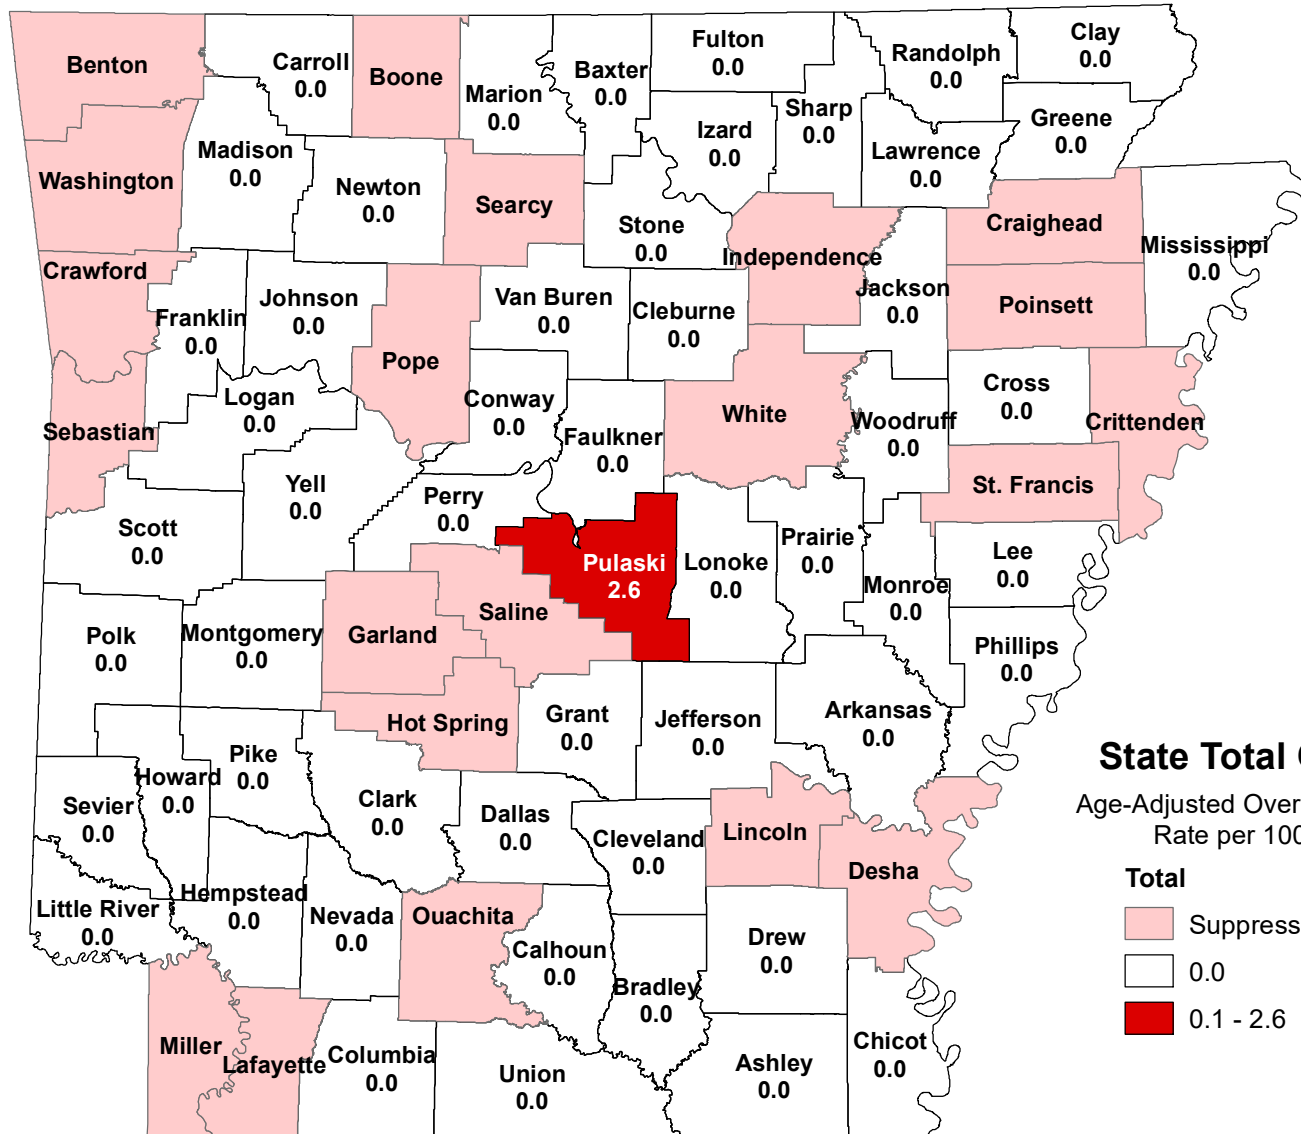 Fulton
0.0
Clay
0.0
Randolph
0.0
Carroll
0.0
Benton
Boone
Baxter
0.0
Marion
0.0
Sharp
0.0
Greene
0.0
Izard
0.0
Lawrence
0.0
Madison
0.0
Washington
Newton
0.0
Searcy
Stone
0.0
Craighead
Mississippi
0.0
Independence
Crawford
Jackson
0.0
Johnson
0.0
Van Buren
0.0
Cleburne
0.0
Poinsett
Franklin
0.0
Pope
Cross
0.0
Logan
0.0
Conway
0.0
White
Woodruff
0.0
Crittenden
Sebastian
Faulkner
0.0
Yell
0.0
St. Francis
Perry
0.0
Scott
0.0
Prairie
0.0
Lee
0.0
Pulaski
2.6
Lonoke
0.0
Monroe
0.0
Saline
Polk
0.0
Montgomery
0.0
Garland
Phillips
0.0
Hot Spring
Grant
0.0
Jefferson
0.0
Arkansas
0.0
Pike
0.0
Howard
0.0
Sevier
0.0
Clark
0.0
Dallas
0.0
Cleveland
0.0
Lincoln
Desha
Hempstead
0.0
Little River
0.0
Nevada
0.0
Ouachita
Calhoun
0.0
Drew
0.0
Bradley
0.0
Miller
Lafayette
Columbia
0.0
Union
0.0
Ashley
0.0
Chicot
0.0
State Total
Age-Adjusted Over
Rate per 100
Total
Suppress
0.0
0.1 - 2.6